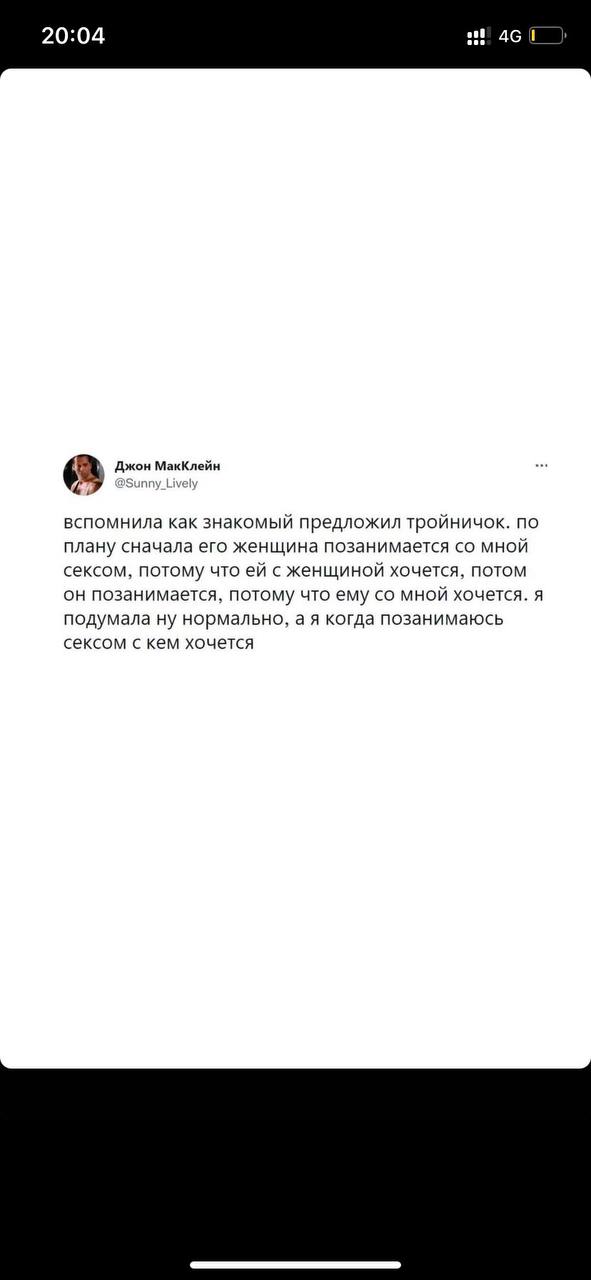 20:04
4G
Джон МакКлейн
@Sunny_Lively
вспомнила как знакомый предложил тройничок. по
плану сначала его женщина позанимается со мной
сексом, потому что ей с женщиной хочется, потом
он позанимается, потому что ему со мной хочется. я
подумала ну нормально, а я когда позанимаюсь
сексом с кем хочется